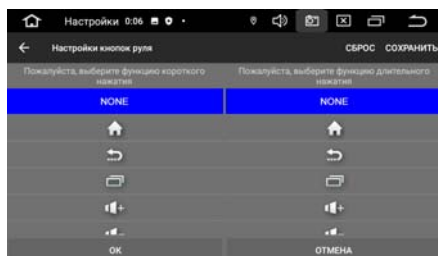 Настройки 0:06
Настройки кнопок руля СБРОС СОХРАНИТЬ
Пожалуйста, выберите функцию короткого
нажатия
Пожалуйста, выберите функцию длительного
нажатия
NONE NONE
ОК ОТМЕНА